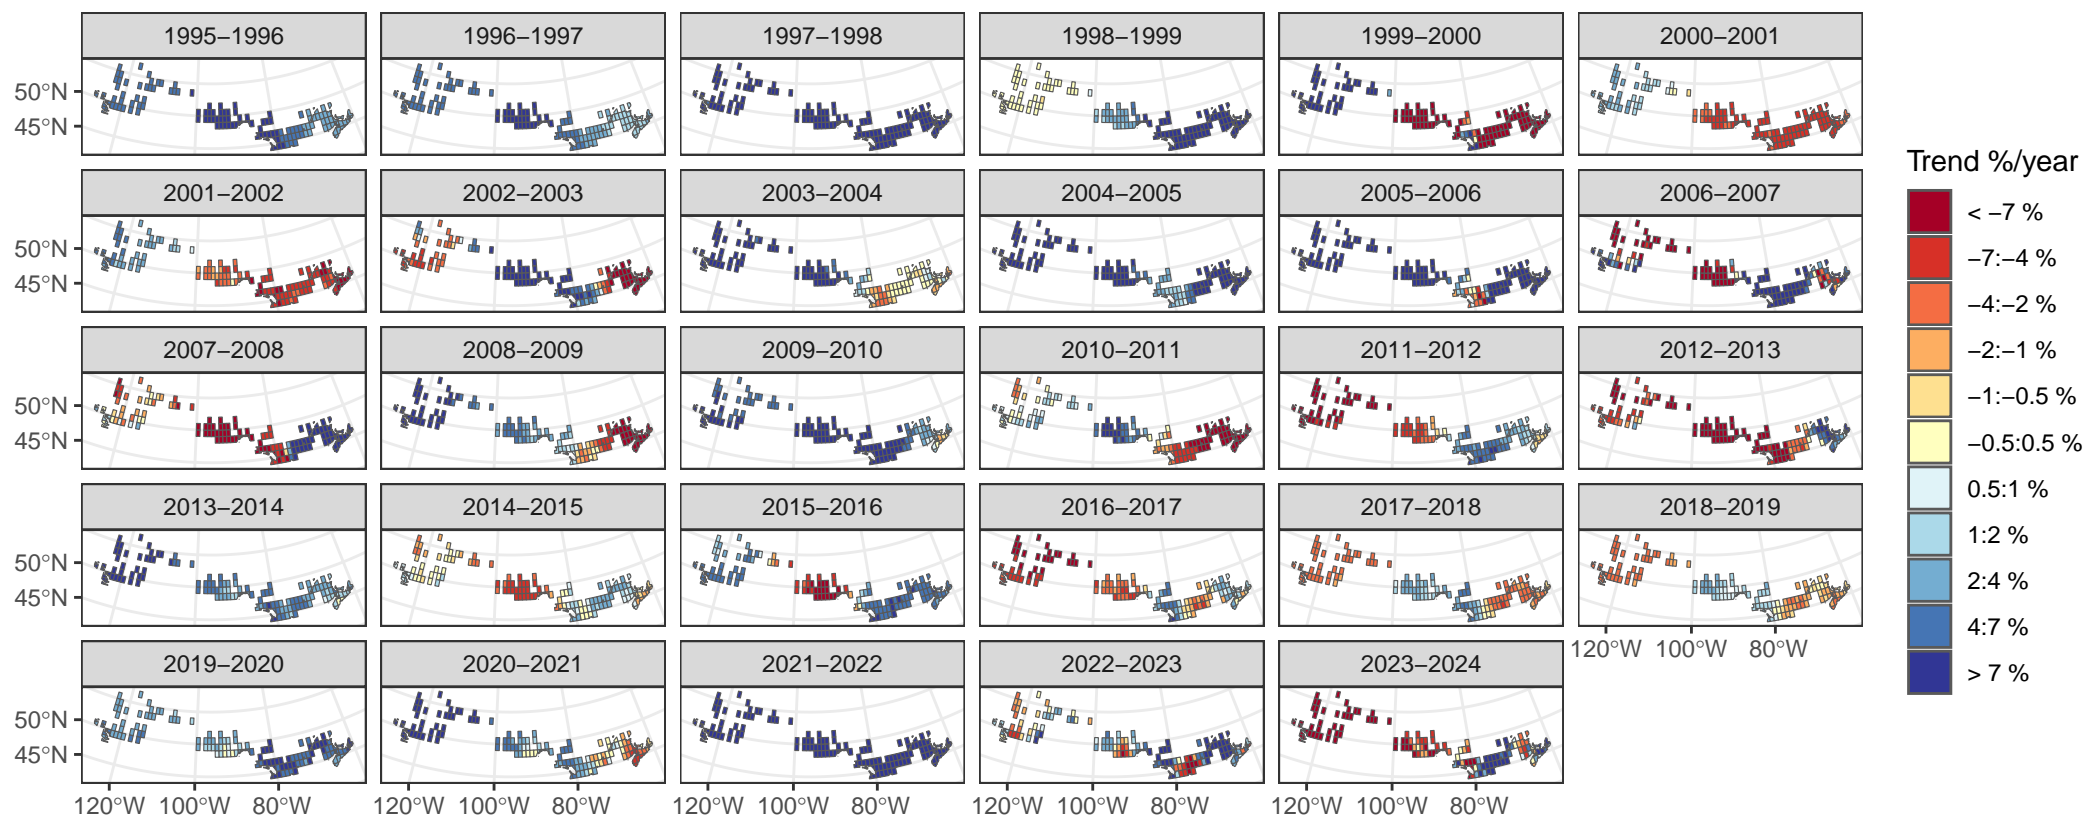 1995−1996 1996−1997 1997−1998 1998−1999 1999−2000 2000−2001
50°N
45°N
2001−2002 2002−2003 2003−2004 2004−2005 2005−2006 2006−2007
50°N
45°N
2007−2008 2008−2009 2009−2010 2010−2011 2011−2012 2012−2013
50°N
45°N
2013−2014 2014−2015 2015−2016 2016−2017 2017−2018 2018−2019
50°N
45°N
120°W 100°W 80°W
2019−2020 2020−2021 2021−2022 2022−2023 2023−2024
50°N
45°N
120°W 100°W 80°W 120°W 100°W 80°W 120°W 100°W 80°W 120°W 100°W 80°W 120°W 100°W 80°W
Trend %/year
< −7 %
−7:−4 %
−4:−2 %
−2:−1 %
−1:−0.5 %
−0.5:0.5 %
0.5:1 %
1:2 %
2:4 %
4:7 %
> 7 %